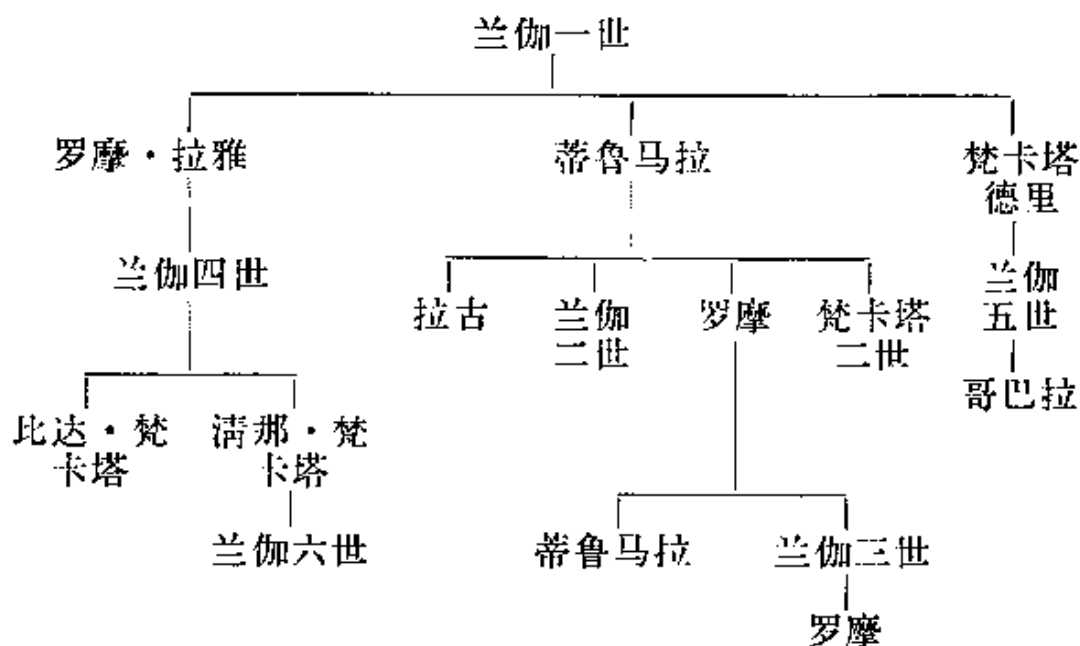 兰伽一世
罗摩·拉雅
蒂鲁马拉
梵卡塔
德里
兰伽四世
拉古
兰伽
二世
罗摩
梵卡塔
二世
兰伽
五世
哥巴拉
比达·梵
卡塔
清那·梵
卡塔
兰伽六世
蒂鲁马拉
兰伽三世
罗摩